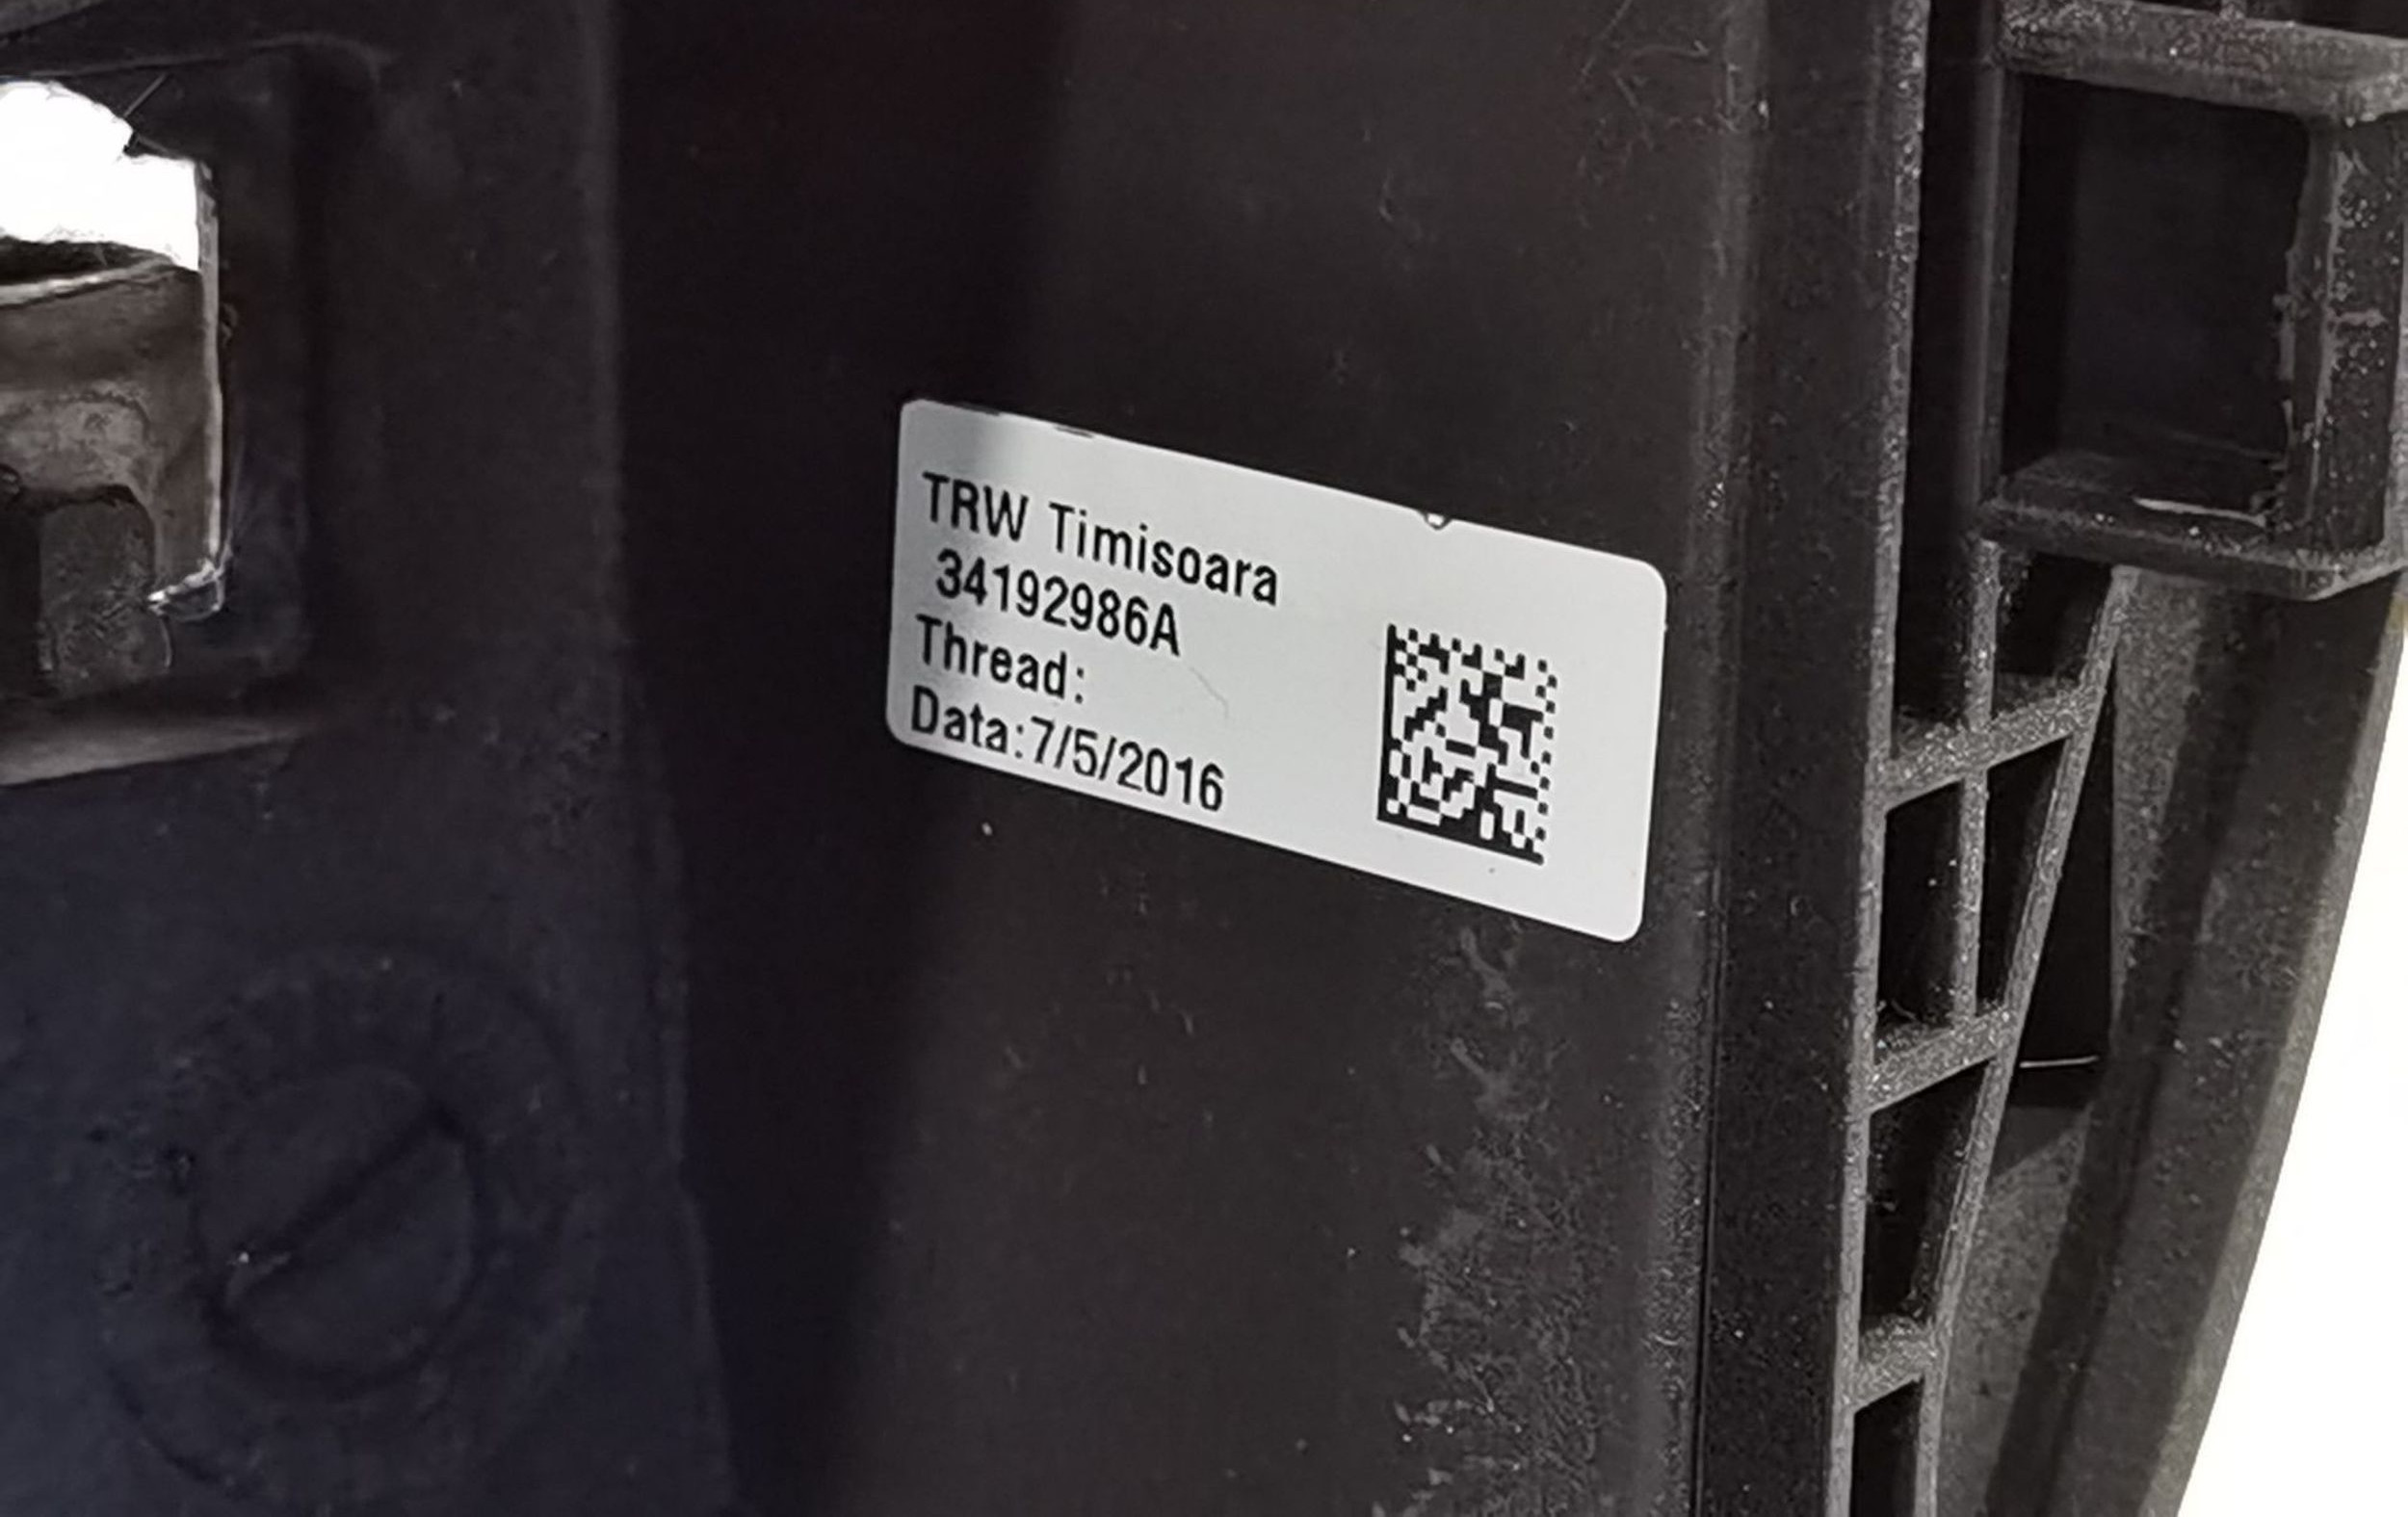 TRW Timisoara
34192986A
Thread:
Data:7/5/2016